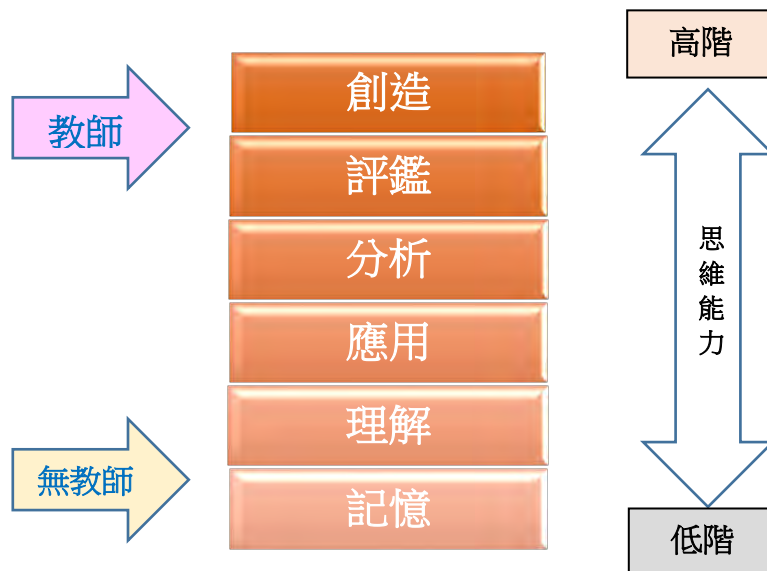 高階
創造
教師
評鑑
分析
思維能力
應用
理解
無教師
記憶
低階